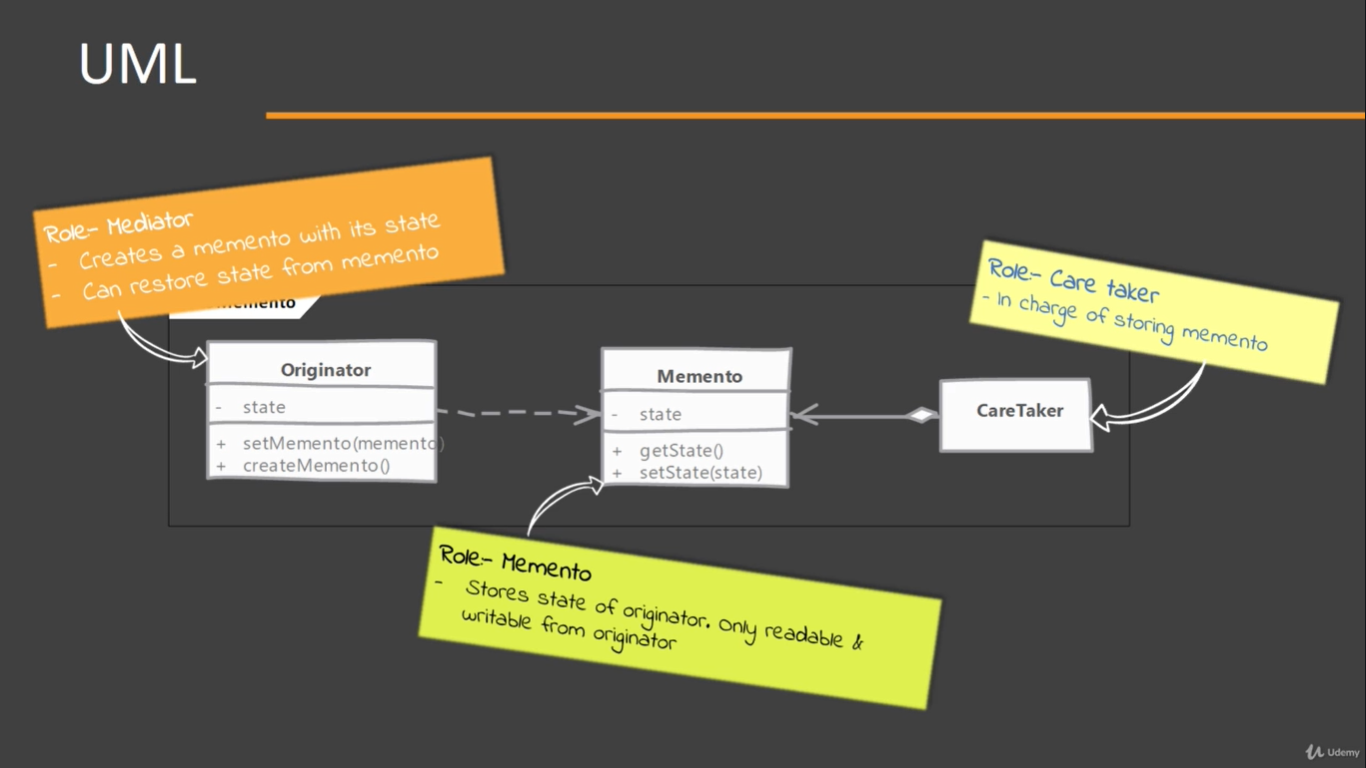 UML
Role:- Mediator
- Creates a memento with its state
- Can restore state from memento
Role:- Care taker
- In charge of storing memento
Memento
Originator
- state
+ setMemento(memento)
+ createMemento()
Memento
- state
+ getState()
+ setState(state)
CareTaker
Role:- Memento
- Stores state of originator. Only readable &
writable from originator
Udemy